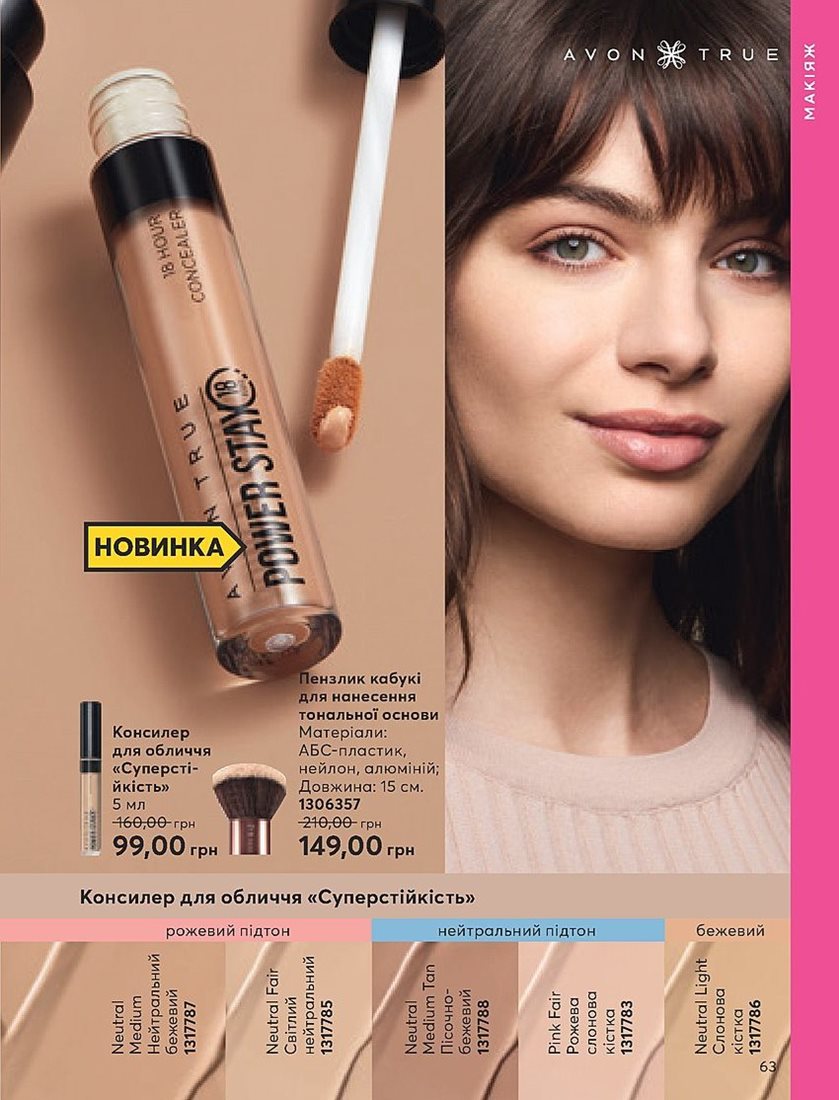 AVON TRUE
МАКІЯЖ
18 HOUR
CONCEALER
AVON TRUE
POWER STAY 18
НОВИНКА
Консилер
для обличчя
«Суперсті-
йкість»
5 мл
160,00 грн
99,00 грн
Пензлик кабукі
для нанесення
тональної основи
Матеріали:
АБС-пластик,
нейлон, алюміній;
Довжина: 15 см.
1306357
210,00 грн
149,00 грн
Консилер для обличчя «Суперстійкість»
рожевий підтон
нейтральний підтон
бежевий
Neutral
Medium
Нейтральний
бежевий
1317787
Neutral Fair
Світлий
нейтральний
1317785
Neutral
Medium Tan
Пісочно-
бежевий
1317788
Pink Fair
Рожева
слонова
кістка
1317783
Neutral Light
Слонова
кістка
1317786
63